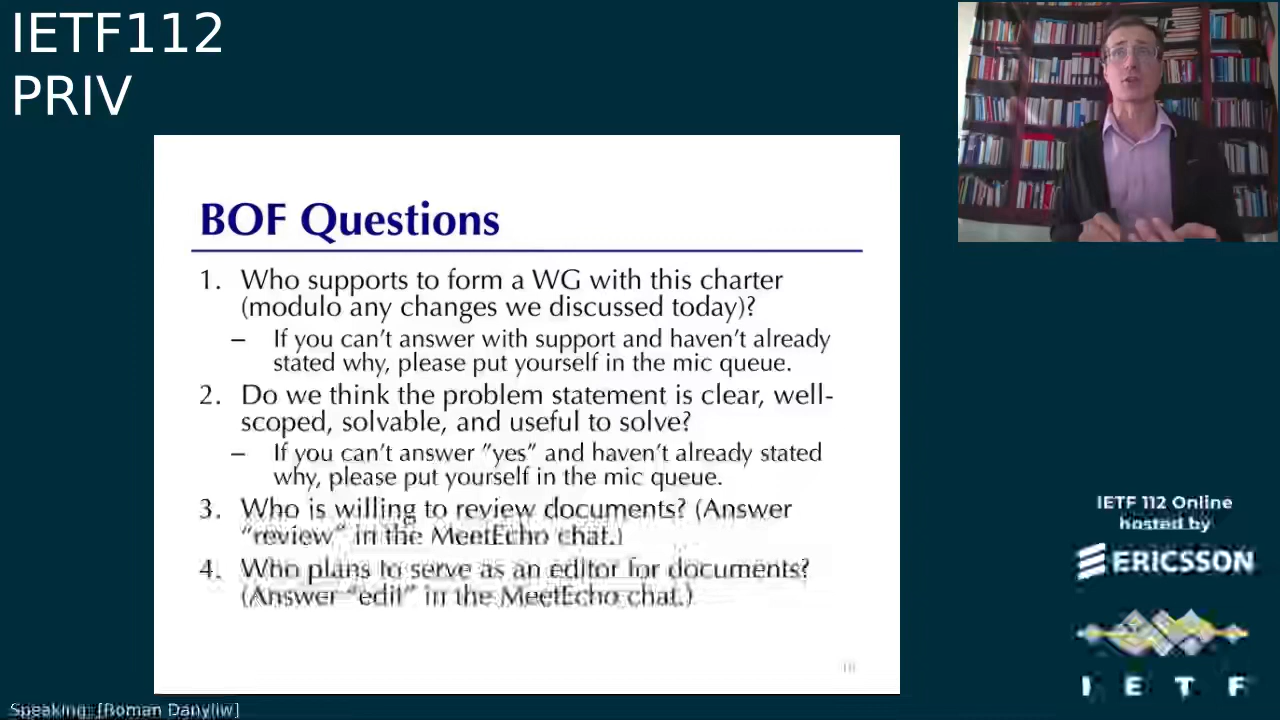 IETF112
PRIV
BOF Questions
1. Who supports to form a WG with this charter
(modulo any changes we discussed today)?
– If you can't answer with support and haven't already
stated why, please put yourself in the mic queue.
2. Do we think the problem statement is clear, well-
scoped, solvable, and useful to solve?
– If you can't answer "yes" and haven't already stated
why, please put yourself in the mic queue.
3. Who is willing to review documents? (Answer
"review" in the MeetEcho chat.)
4. Who plans to serve as an editor for documents?
(Answer "edit" in the MeetEcho chat.)
IETF 112 Online
hosted by
ERICSSON
I E T F
Speaking: [Roman Danyliw]